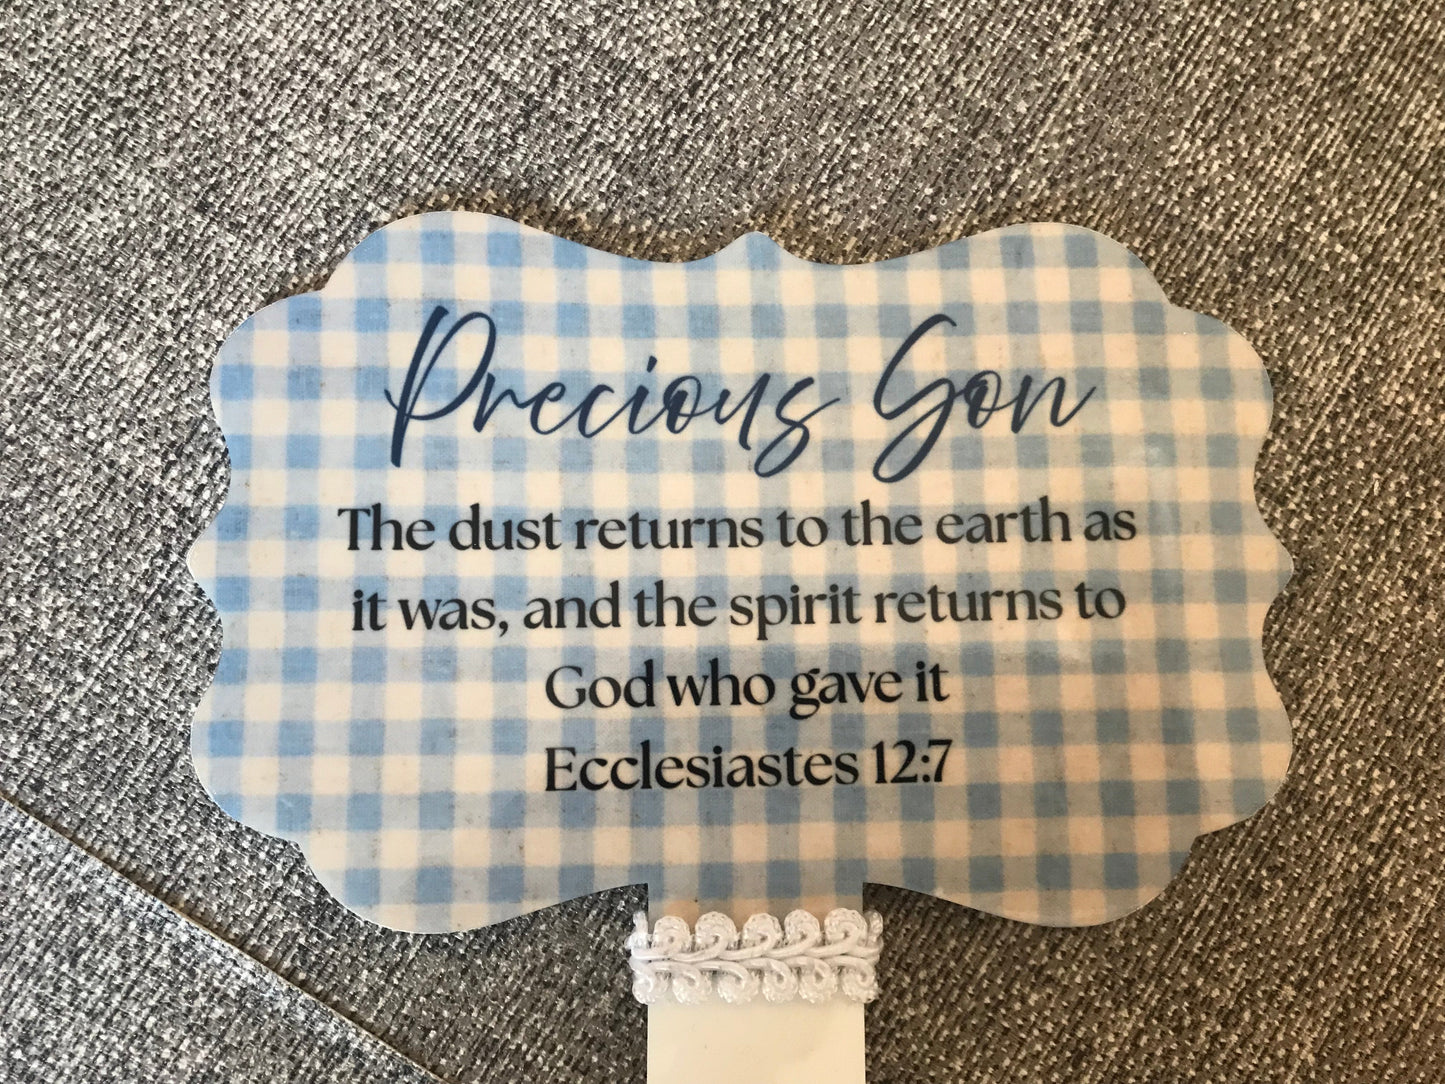 Precious Son
The dust returns to the earth as
it was, and the spirit returns to
God who gave it
Ecclesiastes 12:7